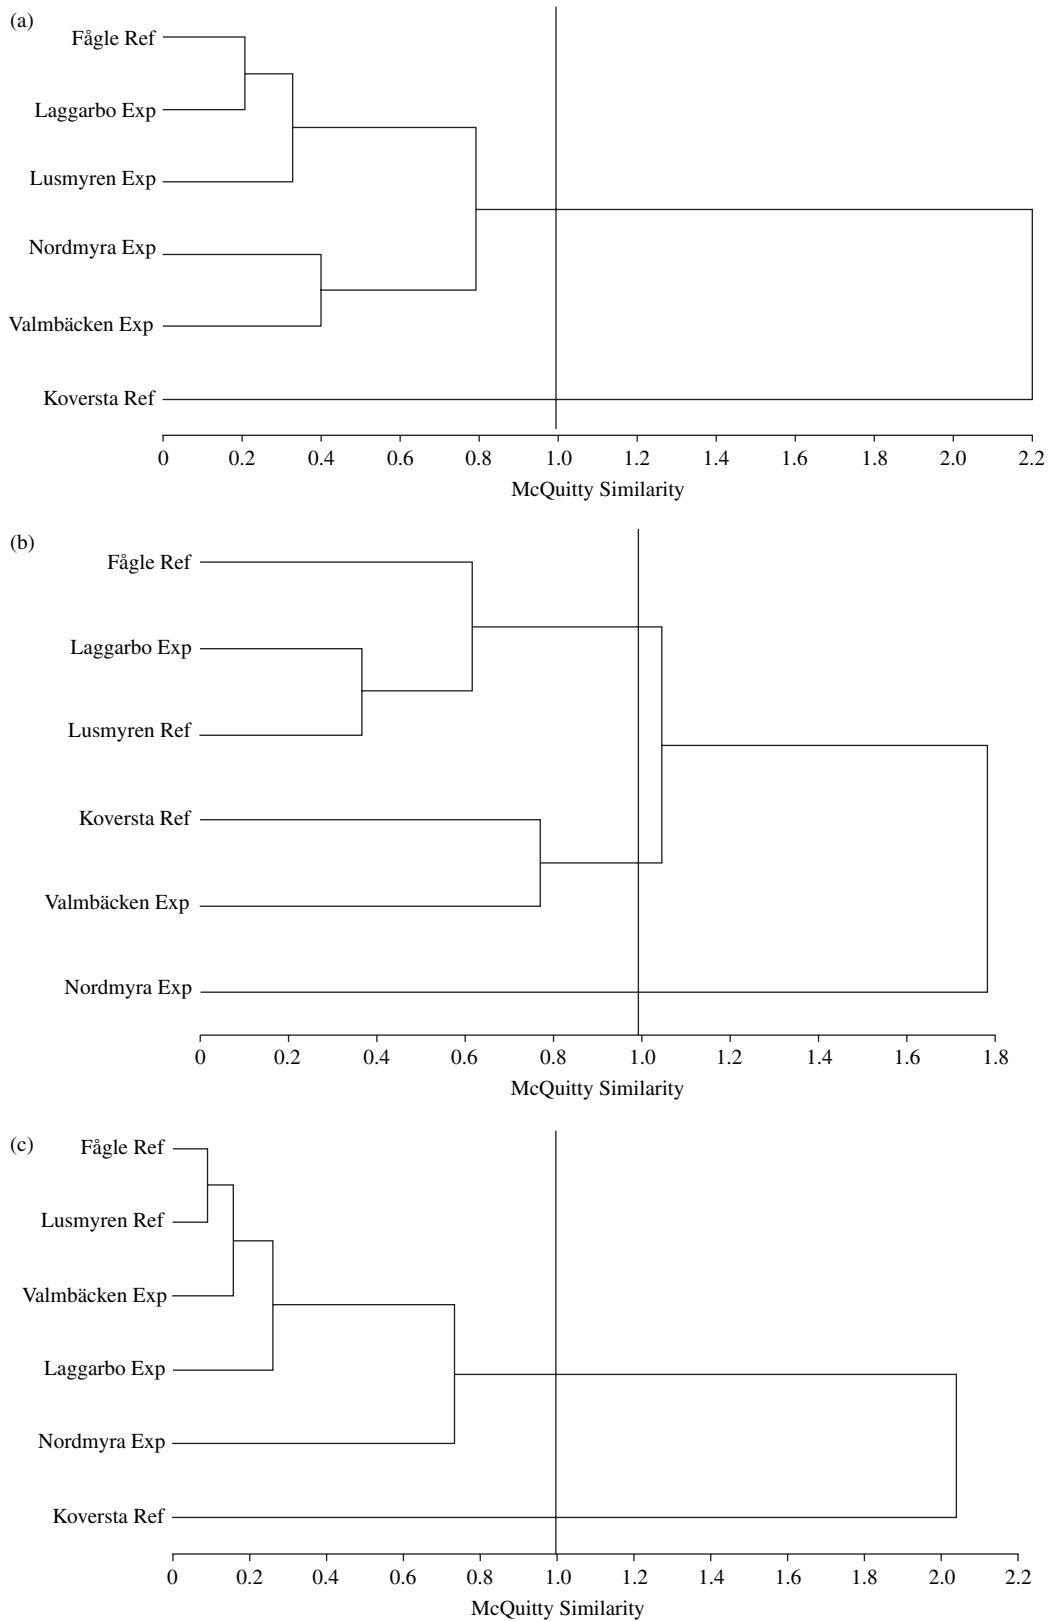 (a)
Fågle Ref
Laggarbo Exp
Lusmyren Exp
Nordmyra Exp
Valmbäcken Exp
Koversta Ref
0 0.2 0.4 0.6 0.8 1.0 1.2 1.4 1.6 1.8 2.0 2.2
McQuitty Similarity
(b)
Fågle Ref
Laggarbo Exp
Lusmyren Ref
Koversta Ref
Valmbäcken Exp
Nordmyra Exp
0 0.2 0.4 0.6 0.8 1.0 1.2 1.4 1.6 1.8
McQuitty Similarity
(c)
Fågle Ref
Lusmyren Ref
Valmbäcken Exp
Laggarbo Exp
Nordmyra Exp
Koversta Ref
0 0.2 0.4 0.6 0.8 1.0 1.2 1.4 1.6 1.8 2.0 2.2
McQuitty Similarity